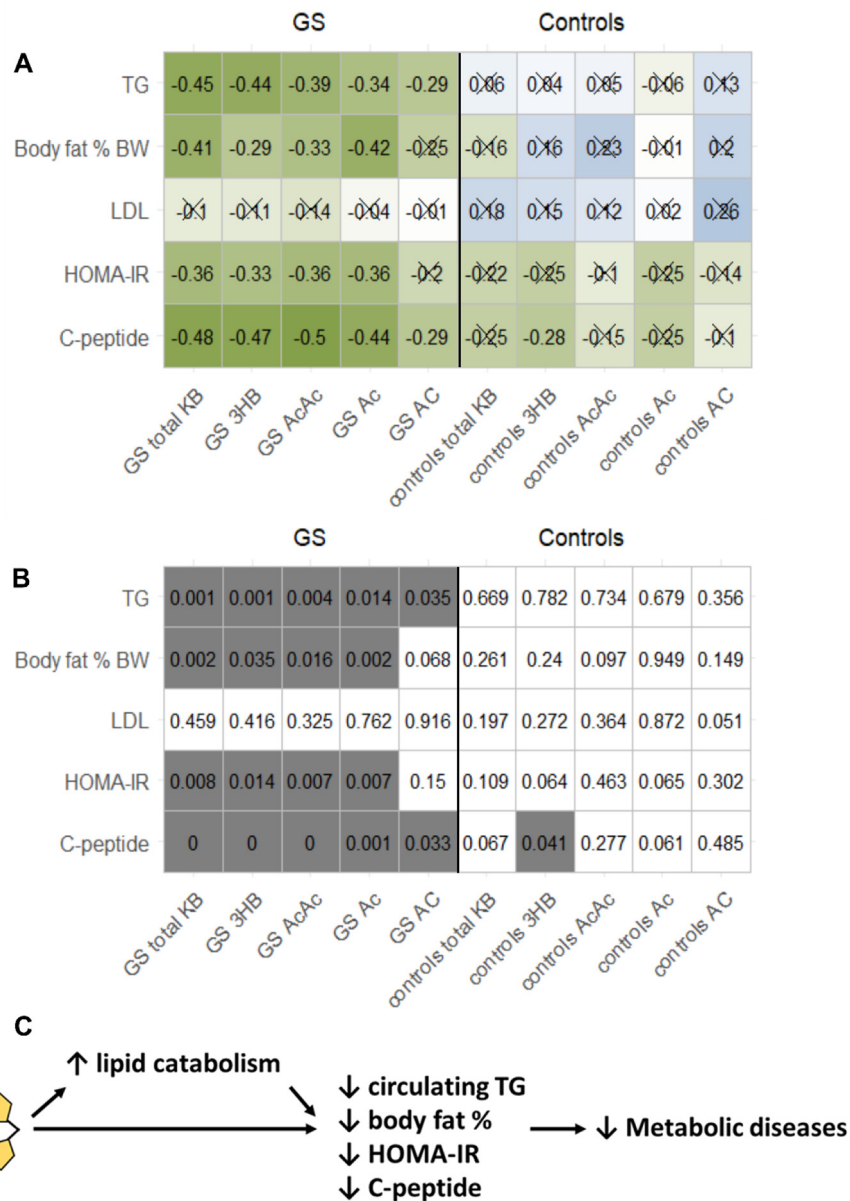 GS Controls
A
TG -0.45 -0.44 -0.39 -0.34 -0.29 0.06 0.04 0.05 -0.06 0.13
Body fat % BW -0.41 -0.29 -0.33 -0.42 -0.25 -0.16 0.16 0.23 -0.01 0.2
LDL -0.1 -0.11 -0.14 -0.04 -0.01 0.18 0.15 0.12 0.02 0.26
HOMA-IR -0.36 -0.33 -0.36 -0.36 -0.2 -0.22 -0.25 -0.1 -0.25 -0.14
C-peptide -0.48 -0.47 -0.5 -0.44 -0.29 -0.25 -0.28 -0.15 -0.25 -0.1
GS total KB GS 3HB GS AcAc GS Ac GS AC controls total KB controls 3HB controls AcAc controls Ac controls AC
GS Controls
B
TG 0.001 0.001 0.004 0.014 0.035 0.669 0.782 0.734 0.679 0.356
Body fat % BW 0.002 0.035 0.016 0.002 0.068 0.261 0.24 0.097 0.949 0.149
LDL 0.459 0.416 0.325 0.762 0.916 0.197 0.272 0.364 0.872 0.051
HOMA-IR 0.008 0.014 0.007 0.007 0.15 0.109 0.064 0.463 0.065 0.302
C-peptide 0 0 0 0.001 0.033 0.067 0.041 0.277 0.061 0.485
GS total KB GS 3HB GS AcAc GS Ac GS AC controls total KB controls 3HB controls AcAc controls Ac controls AC
C
↑ lipid catabolism
↓ circulating TG
↓ body fat %
↓ HOMA-IR
↓ C-peptide
↓ Metabolic diseases